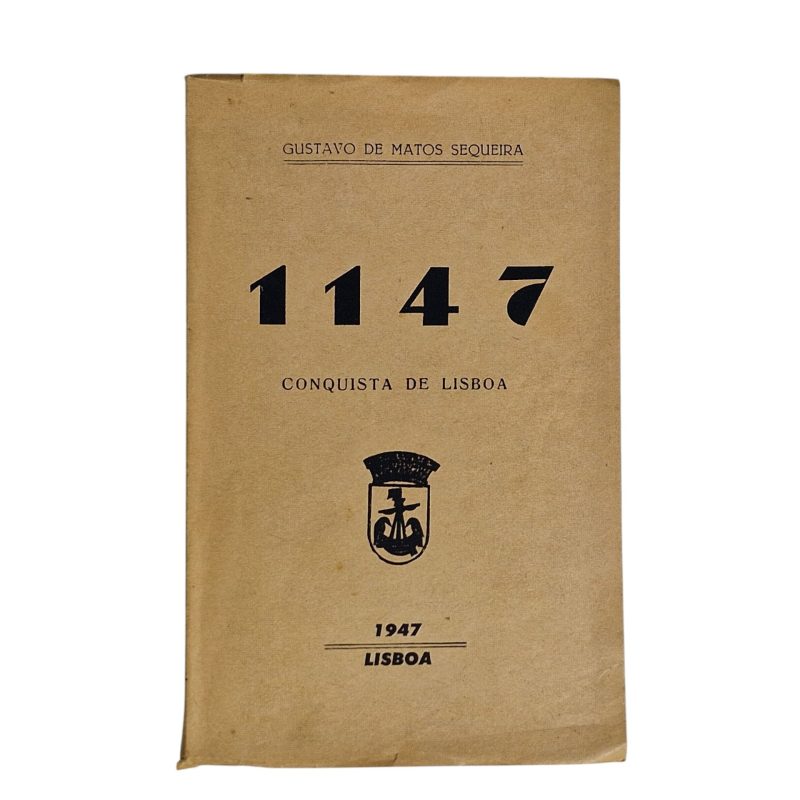 GUSTAVO DE MATOS SEQUEIRA
1147
CONQUISTA DE LISBOA
1947
LISBOA